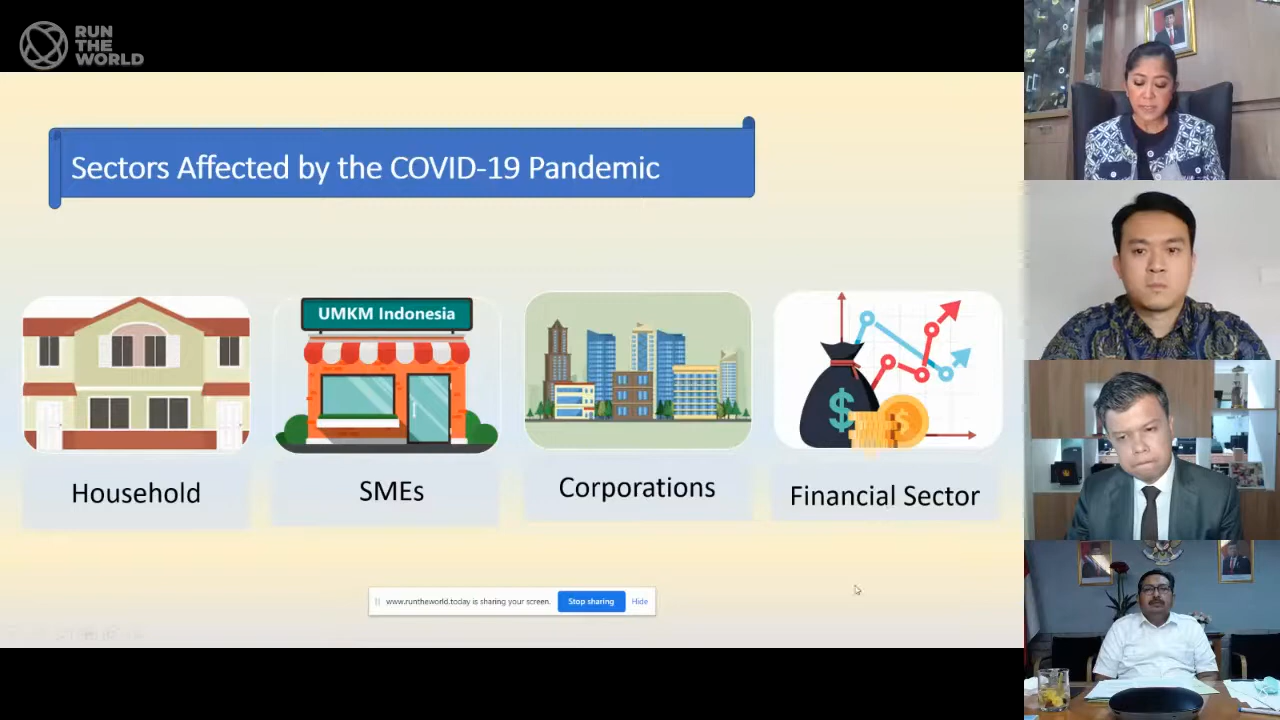 RUN
THE
WORLD
Sectors Affected by the COVID-19 Pandemic
UMKM Indonesia
Household
SMEs
Corporations
Financial Sector
www.runtheworld.today is sharing your screen.
Stop sharing
Hide